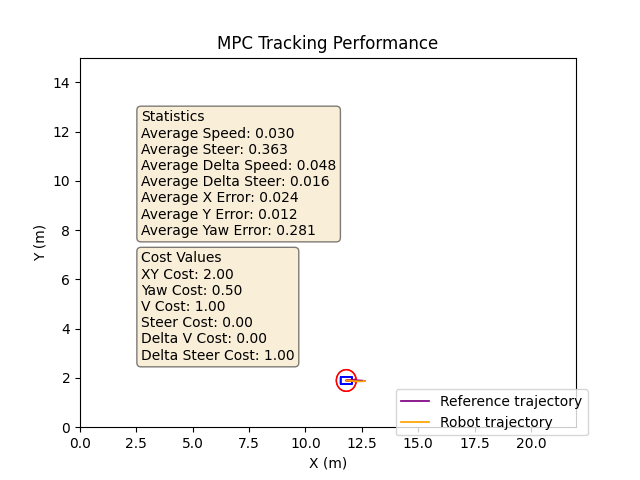 MPC Tracking Performance
14
12
10
8
6
4
2
0
Y (m)
Statistics
Average Speed: 0.030
Average Steer: 0.363
Average Delta Speed: 0.048
Average Delta Steer: 0.016
Average X Error: 0.024
Average Y Error: 0.012
Average Yaw Error: 0.281
Cost Values
XY Cost: 2.00
Yaw Cost: 0.50
V Cost: 1.00
Steer Cost: 0.00
Delta V Cost: 0.00
Delta Steer Cost: 1.00
Reference trajectory
Robot trajectory
0.0 2.5 5.0 7.5 10.0 12.5 15.0 17.5 20.0
X (m)